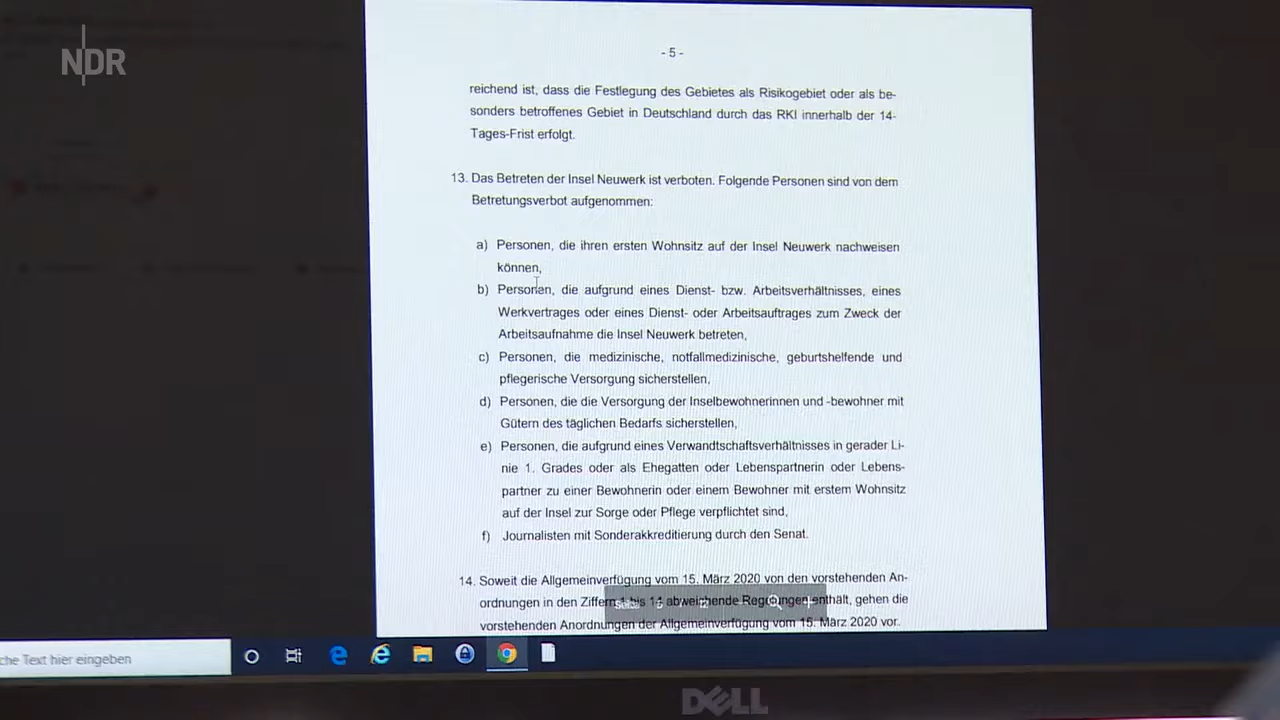 NDR
- 5 -
reichend ist, dass die Festlegung des Gebietes als Risikogebiet oder als be-
sonders betroffenes Gebiet in Deutschland durch das RKI innerhalb der 14-
Tages-Frist erfolgt.
13. Das Betreten der Insel Neuwerk ist verboten. Folgende Personen sind von dem
Betretungsverbot aufgenommen:
a) Personen, die ihren ersten Wohnsitz auf der Insel Neuwerk nachweisen
können,
b) Personen, die aufgrund eines Dienst- bzw. Arbeitsverhältnisses, eines
Werkvertrages oder eines Dienst- oder Arbeitsauftrages zum Zweck der
Arbeitsaufnahme die Insel Neuwerk betreten,
c) Personen, die medizinische, notfallmedizinische, geburtshelfende und
pflegerische Versorgung sicherstellen,
d) Personen, die die Versorgung der Inselbewohnerinnen und -bewohner mit
Gütern des täglichen Bedarfs sicherstellen,
e) Personen, die aufgrund eines Verwandtschaftsverhältnisses in gerader Li-
nie 1. Grades oder als Ehegatten oder Lebenspartnerin oder Lebens-
partner zu einer Bewohnerin oder einem Bewohner mit erstem Wohnsitz
auf der Insel zur Sorge oder Pflege verpflichtet sind,
f) Journalisten mit Sonderakkreditierung durch den Senat.
14. Soweit die Allgemeinverfügung vom 15. März 2020 von den vorstehenden An-
ordnungen in den Ziffern 1 bis 14 abweichende Regelungen enthält, gehen die
vorstehenden Anordnungen der Allgemeinverfügung vom 15. März 2020 vor.
che Text hier eingeben
DELL